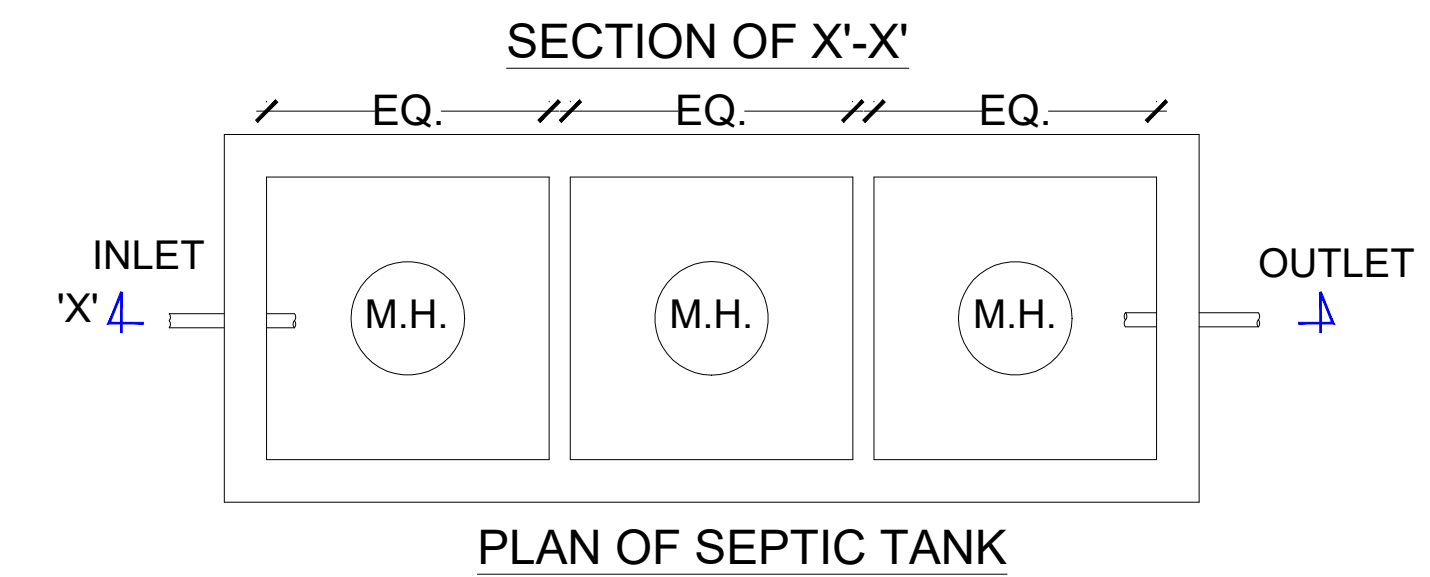 SECTION OF X'-X'
EQ. EQ. EQ.
INLET
OUTLET
'X'
M.H. M.H. M.H.
PLAN OF SEPTIC TANK